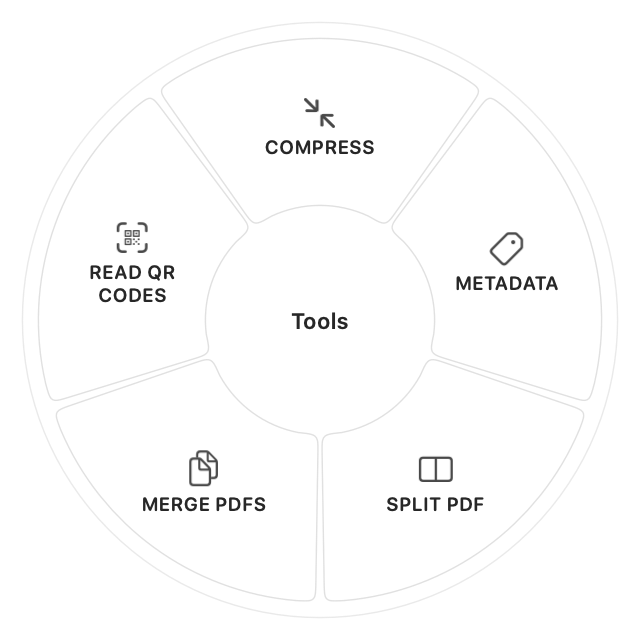 COMPRESS
METADATA
SPLIT PDF
MERGE PDFS
READ QR
CODES
Tools